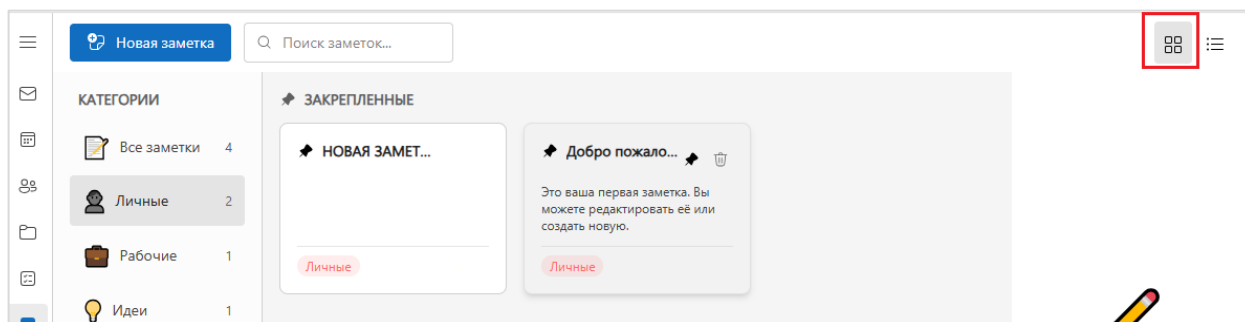 Новая заметка
Поиск заметок...
КАТЕГОРИИ
Все заметки 4
Личные 2
Рабочие 1
Идеи 1
ЗАКРЕПЛЕННЫЕ
НОВАЯ ЗАМЕТ...
Личные
Добро пожало...
Это ваша первая заметка. Вы
можете редактировать её или
создать новую.
Личные